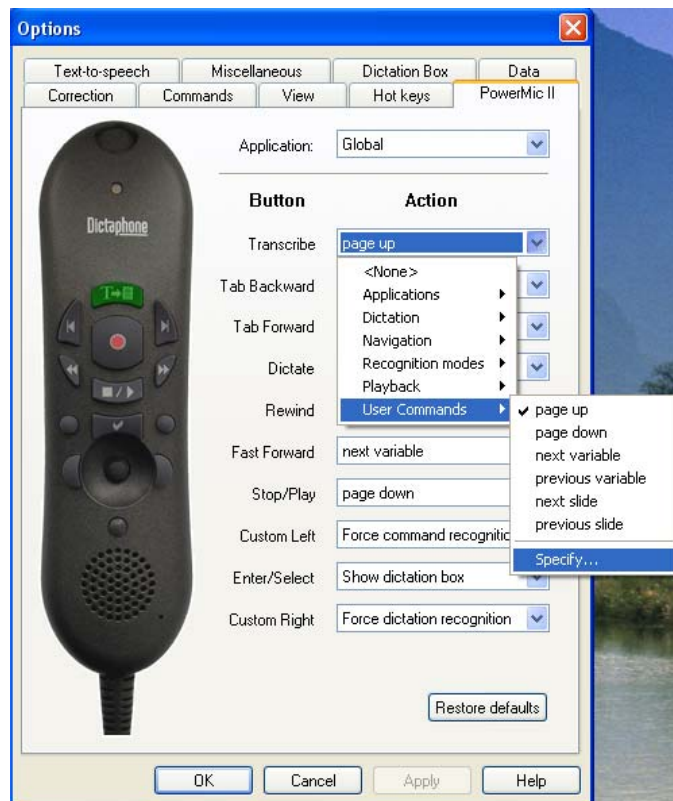 Options
Text-to-speech Miscellaneous Dictation Box Data
Correction Commands View Hot keys PowerMic II
Application: Global
Button Action
Dictaphone
Transcribe page up
T
<None>
Tab Backward
Applications
Dictation
Tab Forward
Navigation
Dictate Recognition modes
Playback
Rewind User Commands
page up
page down
next variable
previous variable
next slide
previous slide
Specify...
Fast Forward next variable
Stop/Play page down
Custom Left Force command recognitio
Enter/Select Show dictation box
Custom Right Force dictation recognition
Restore defaults
OK Cancel Apply Help